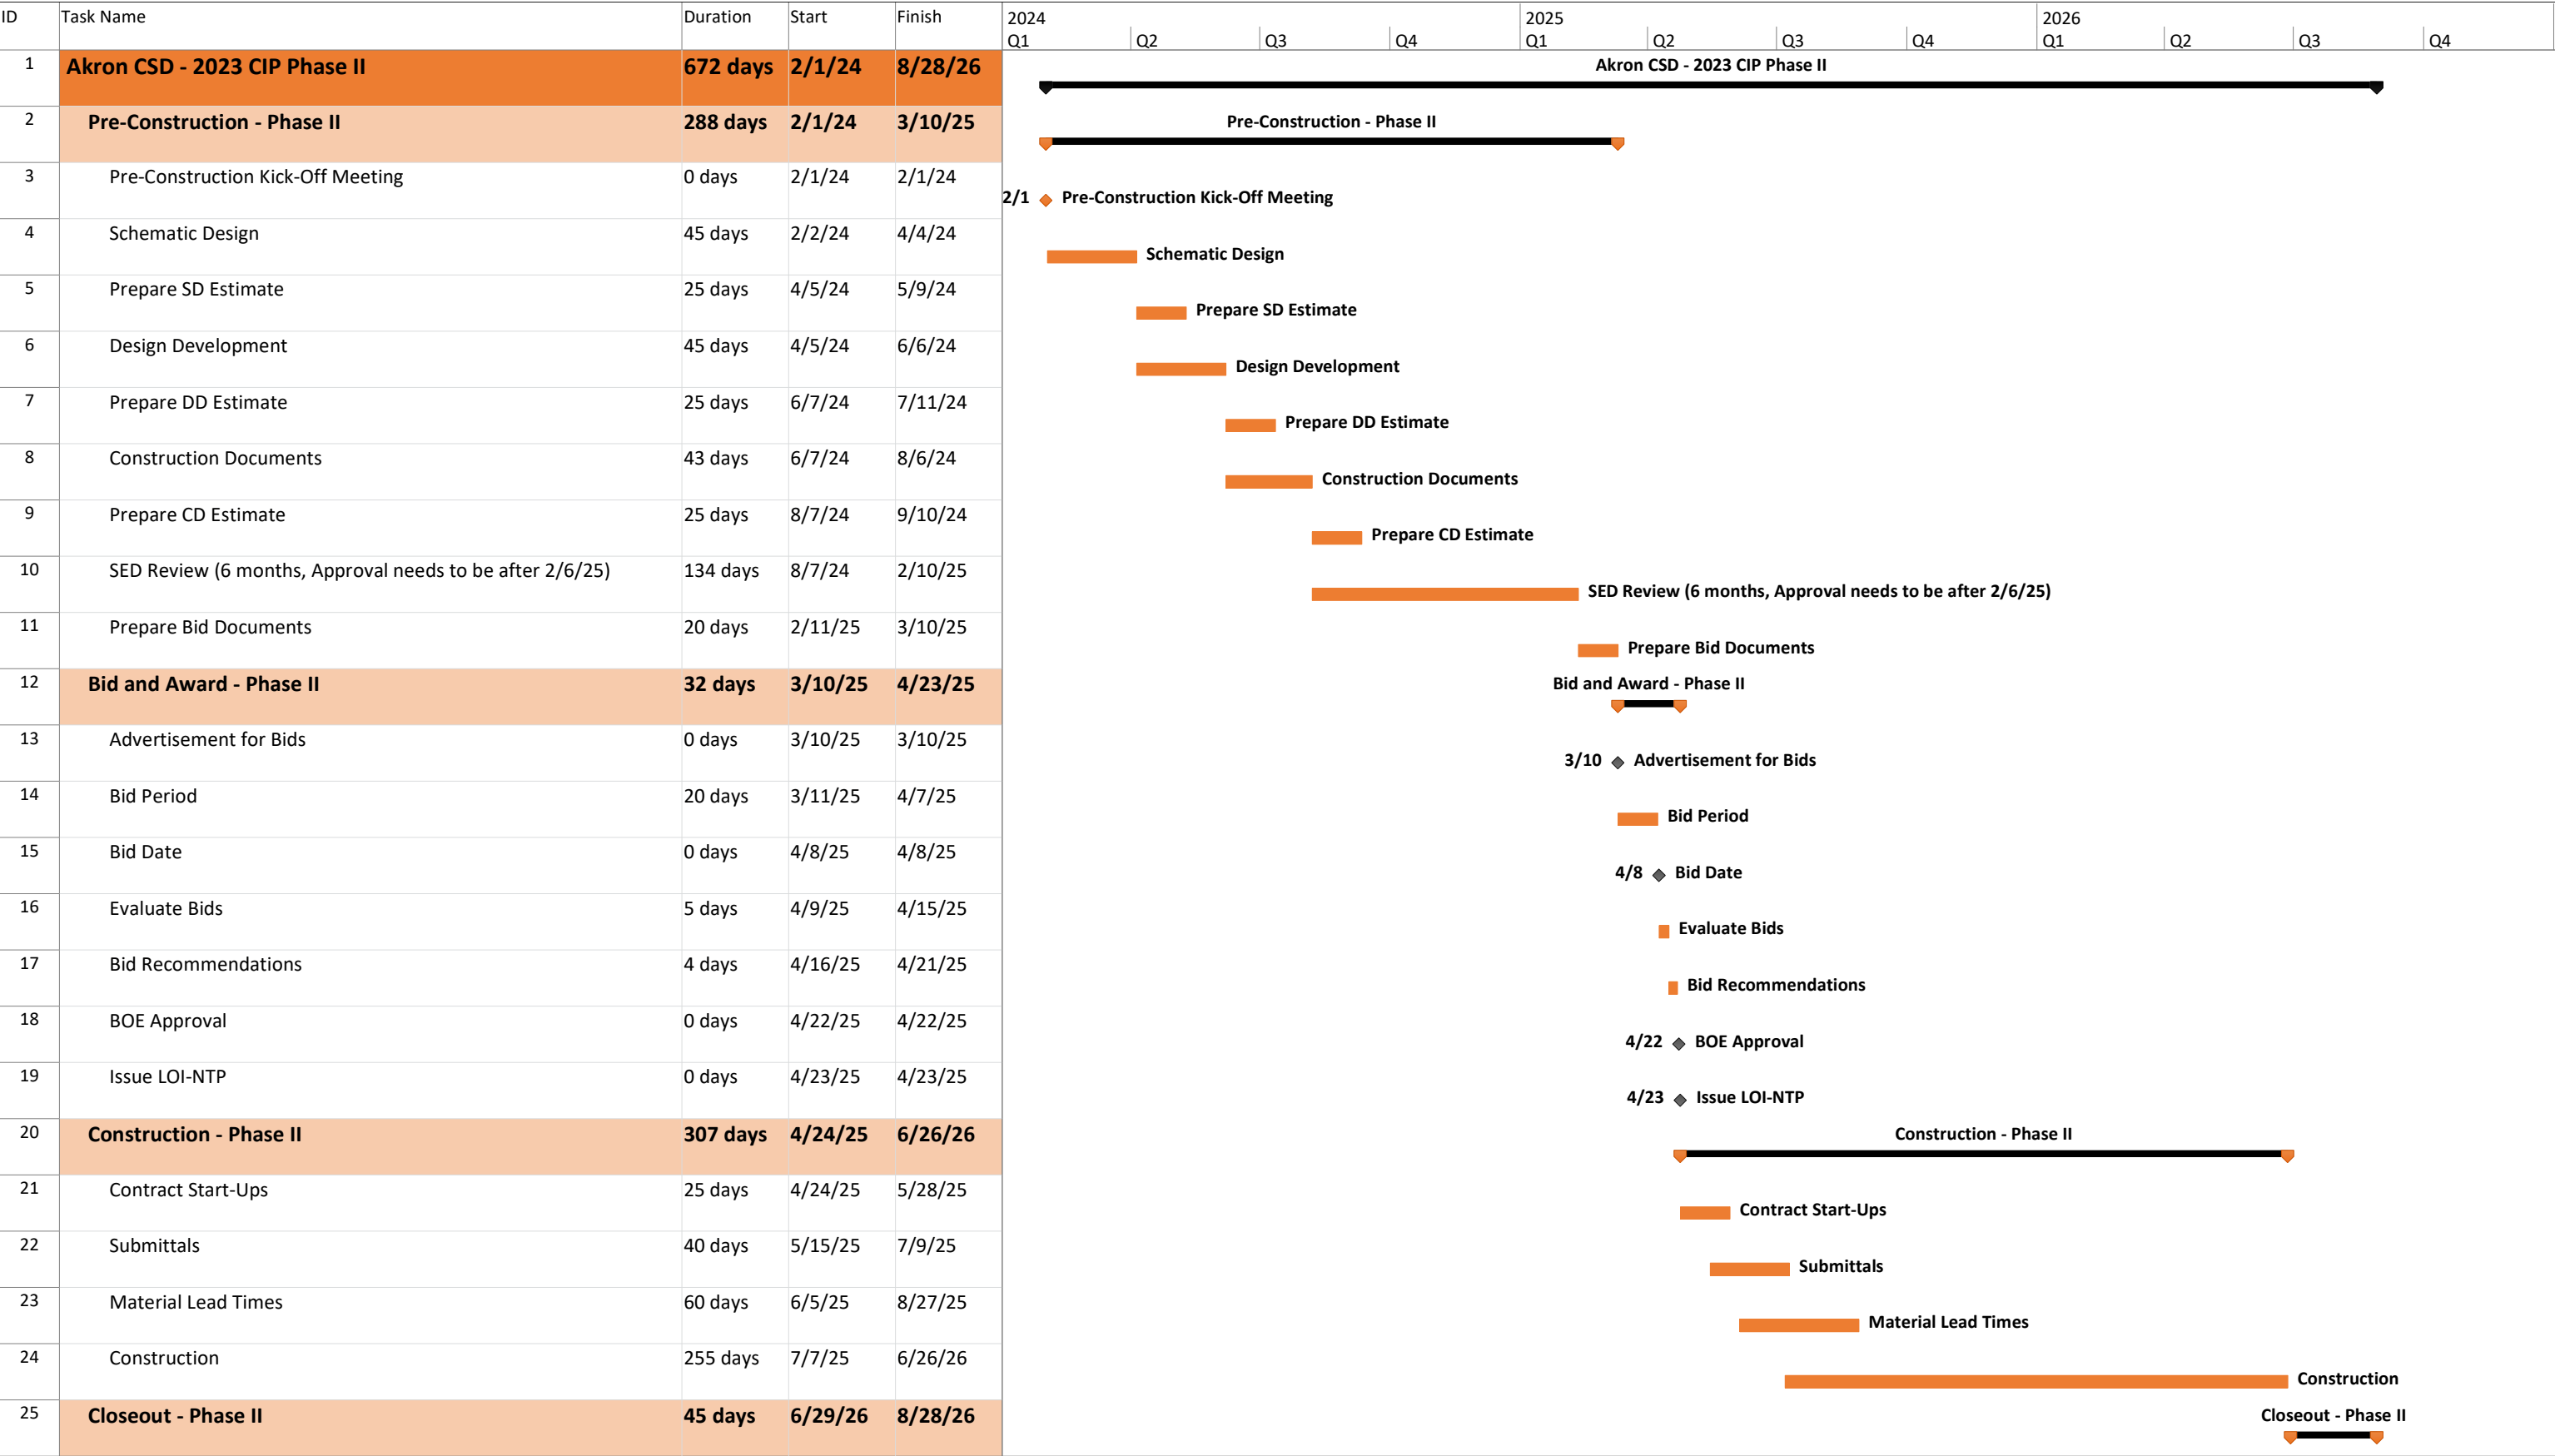 ID Task Name Duration Start Finish 2024 2025 2026
Q1 Q2 Q3 Q4 Q1 Q2 Q3 Q4 Q1 Q2 Q3 Q4
1 Akron CSD - 2023 CIP Phase II 672 days 2/1/24 8/28/26 Akron CSD - 2023 CIP Phase II
2 Pre-Construction - Phase II 288 days 2/1/24 3/10/25 Pre-Construction - Phase II
3 Pre-Construction Kick-Off Meeting 0 days 2/1/24 2/1/24 2/1 Pre-Construction Kick-Off Meeting
4 Schematic Design 45 days 2/2/24 4/4/24 Schematic Design
5 Prepare SD Estimate 25 days 4/5/24 5/9/24 Prepare SD Estimate
6 Design Development 45 days 4/5/24 6/6/24 Design Development
7 Prepare DD Estimate 25 days 6/7/24 7/11/24 Prepare DD Estimate
8 Construction Documents 43 days 6/7/24 8/6/24 Construction Documents
9 Prepare CD Estimate 25 days 8/7/24 9/10/24 Prepare CD Estimate
10 SED Review (6 months, Approval needs to be after 2/6/25) 134 days 8/7/24 2/10/25 SED Review (6 months, Approval needs to be after 2/6/25)
11 Prepare Bid Documents 20 days 2/11/25 3/10/25 Prepare Bid Documents
12 Bid and Award - Phase II 32 days 3/10/25 4/23/25 Bid and Award - Phase II
13 Advertisement for Bids 0 days 3/10/25 3/10/25 3/10 Advertisement for Bids
14 Bid Period 20 days 3/11/25 4/7/25 Bid Period
15 Bid Date 0 days 4/8/25 4/8/25 4/8 Bid Date
16 Evaluate Bids 5 days 4/9/25 4/15/25 Evaluate Bids
17 Bid Recommendations 4 days 4/16/25 4/21/25 Bid Recommendations
18 BOE Approval 0 days 4/22/25 4/22/25 4/22 BOE Approval
19 Issue LOI-NTP 0 days 4/23/25 4/23/25 4/23 Issue LOI-NTP
20 Construction - Phase II 307 days 4/24/25 6/26/26 Construction - Phase II
21 Contract Start-Ups 25 days 4/24/25 5/28/25 Contract Start-Ups
22 Submittals 40 days 5/15/25 7/9/25 Submittals
23 Material Lead Times 60 days 6/5/25 8/27/25 Material Lead Times
24 Construction 255 days 7/7/25 6/26/26 Construction
25 Closeout - Phase II 45 days 6/29/26 8/28/26 Closeout - Phase II